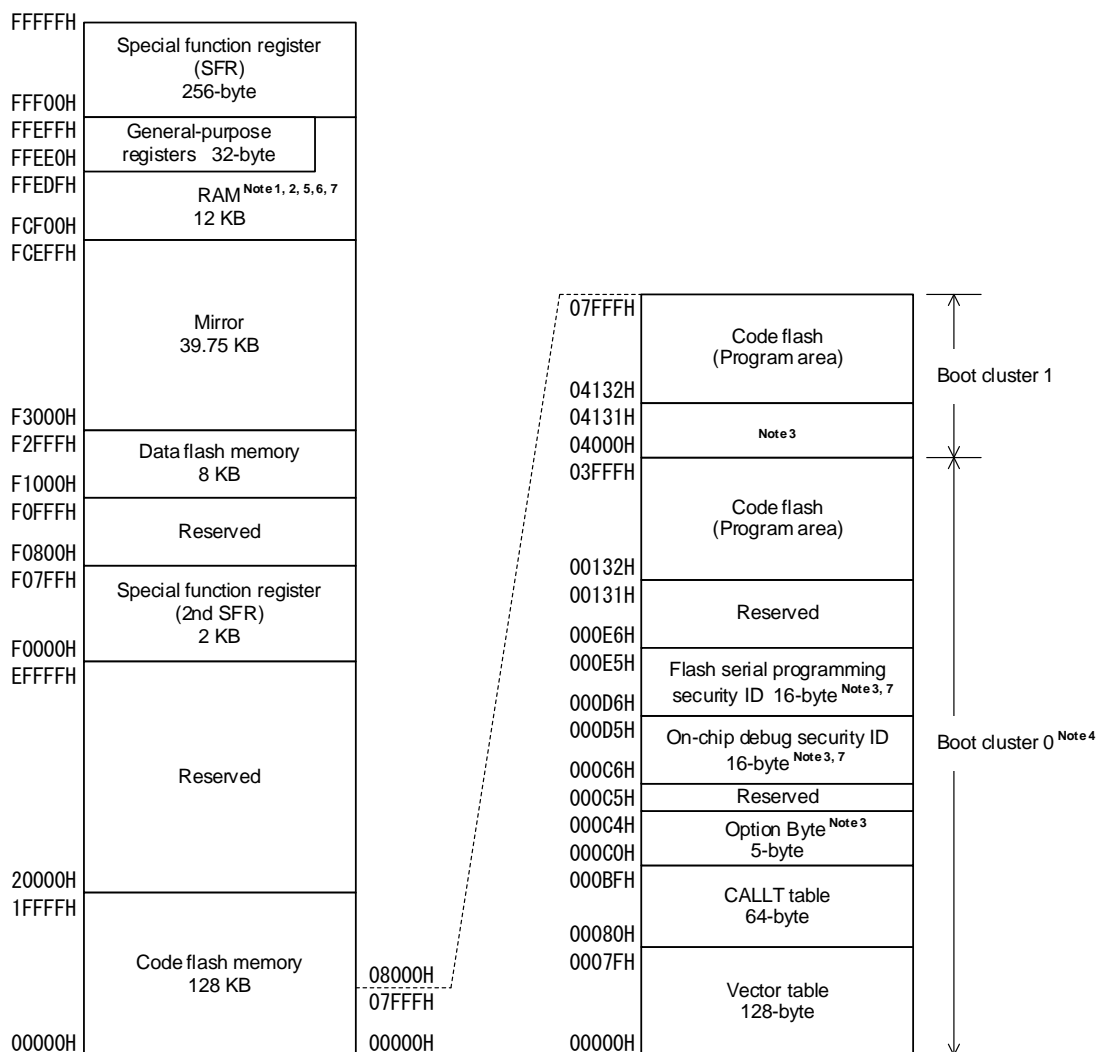 FFFFFH
Special function register
(SFR)
256-byte
FFF00H
FFEFFH
General-purpose
registers 32-byte
FFEE0H
FFEDFH
RAM Note 1, 2, 5, 6, 7
12 KB
FCF00H
FCEFFH
Mirror
39.75 KB
F3000H
F2FFFH
Data flash memory
8 KB
F1000H
F0FFFH
Reserved
F0800H
F07FFH
Special function register
(2nd SFR)
2 KB
F0000H
EFFFFH
Reserved
20000H
1FFFFH
Code flash memory
128 KB
00000H
08000H
07FFFH
00000H
07FFFH
Code flash
(Program area)
04132H
04131H
Note 3
04000H
03FFFH
Code flash
(Program area)
00132H
00131H
Reserved
000E6H
000E5H
Flash serial programming
security ID 16-byte Note 3, 7
000D6H
000D5H
On-chip debug security ID
16-byte Note 3, 7
000C6H
000C5H
Reserved
000C4H
Option Byte Note 3
5-byte
000C0H
000BFH
CALLT table
64-byte
00080H
0007FH
Vector table
128-byte
00000H
Boot cluster 1
Boot cluster 0 Note 4